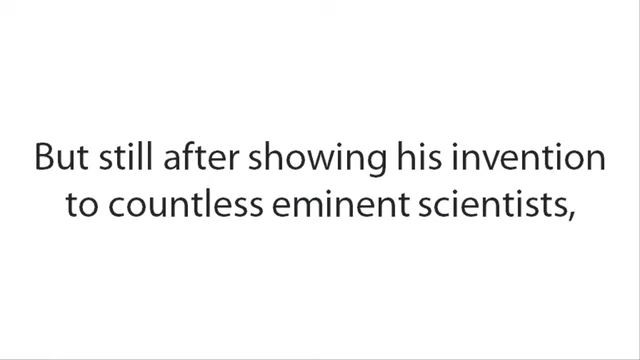 But still after showing his invention
to countless eminent scientists,